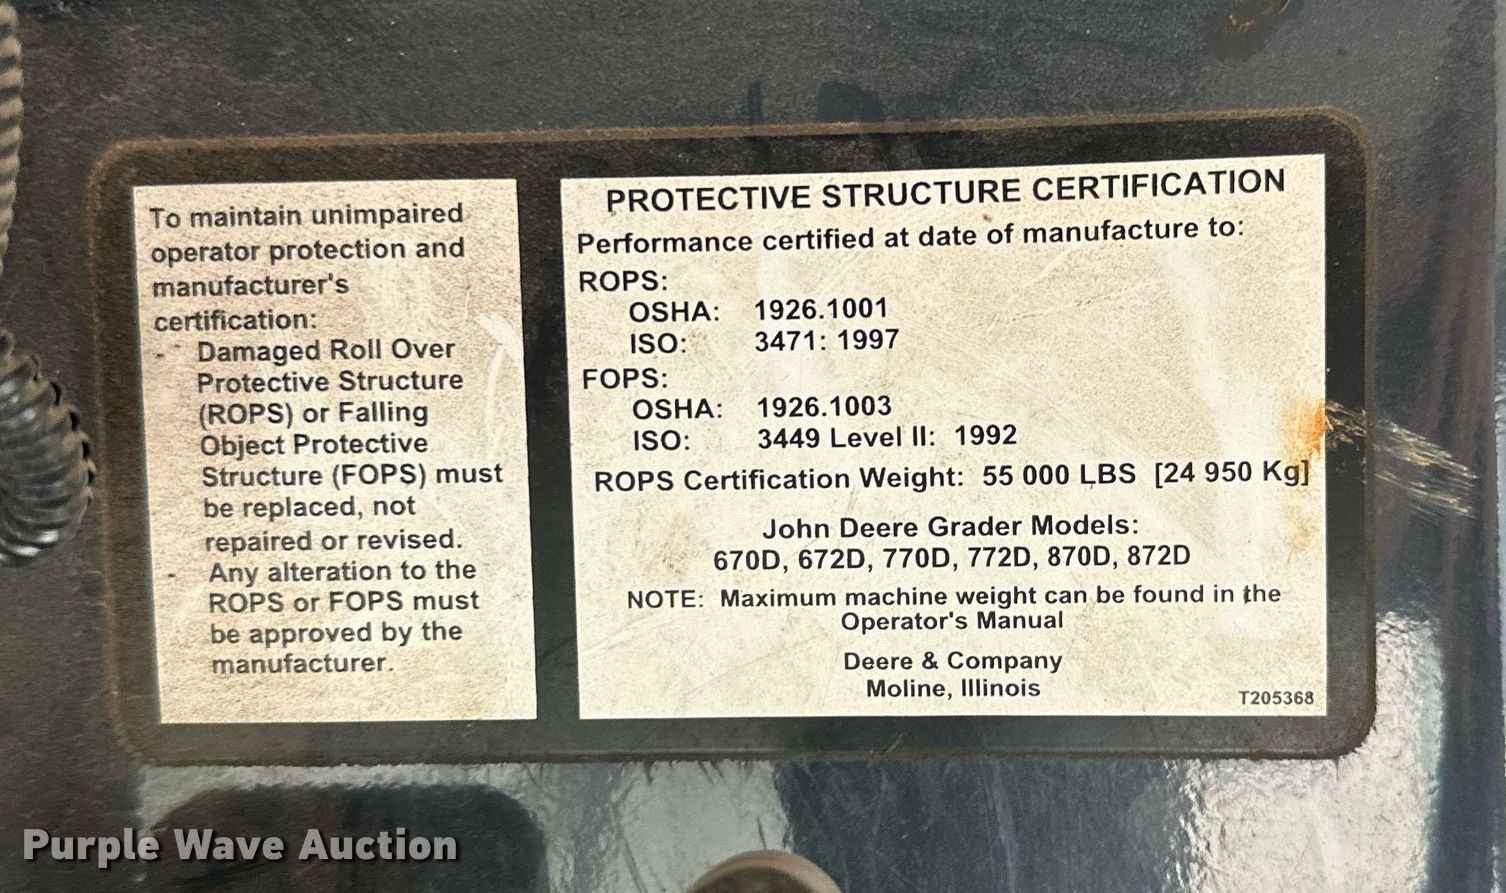 To maintain unimpaired
operator protection and
manufacturer's
certification:
- Damaged Roll Over
Protective Structure
(ROPS) or Falling
Object Protective
Structure (FOPS) must
be replaced, not
repaired or revised.
- Any alteration to the
ROPS or FOPS must
be approved by the
manufacturer.
PROTECTIVE STRUCTURE CERTIFICATION
Performance certified at date of manufacture to:
ROPS:
OSHA: 1926.1001
ISO: 3471: 1997
FOPS:
OSHA: 1926.1003
ISO: 3449 Level II: 1992
ROPS Certification Weight: 55 000 LBS [24 950 Kg]
John Deere Grader Models:
670D, 672D, 770D, 772D, 870D, 872D
NOTE: Maximum machine weight can be found in the
Operator's Manual
Deere & Company
Moline, Illinois
T205368
Purple Wave Auction